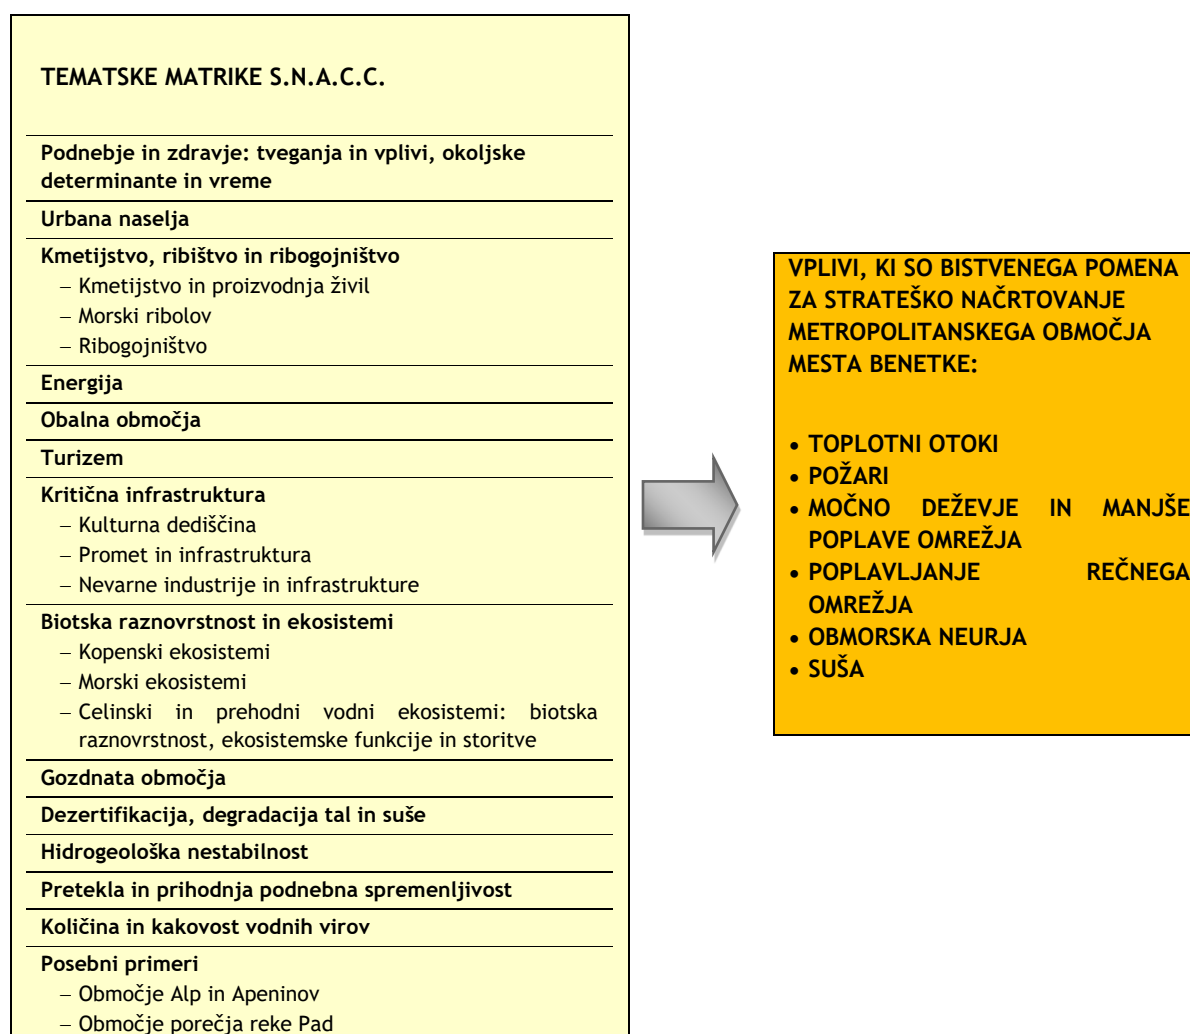 TEMATSKE MATRIKE S.N.A.C.C.
Podnebje in zdravje: tveganja in vplivi, okoljske
determinante in vreme
Urbana naselja
Kmetijstvo, ribištvo in ribogojništvo
– Kmetijstvo in proizvodnja živil
– Morski ribolov
– Ribogojništvo
Energija
Obalna območja
Turizem
Kritična infrastruktura
– Kulturna dediščina
– Promet in infrastruktura
– Nevarne industrije in infrastrukture
Biotska raznovrstnost in ekosistemi
– Kopenski ekosistemi
– Morski ekosistemi
– Celinski in prehodni vodni ekosistemi: biotska
raznovrstnost, ekosistemske funkcije in storitve
Gozdnata območja
Dezertifikacija, degradacija tal in suše
Hidrogeološka nestabilnost
Pretekla in prihodnja podnebna spremenljivost
Količina in kakovost vodnih virov
Posebni primeri
– Območje Alp in Apeninov
– Območje porečja reke Pad
VPLIVI, KI SO BISTVENEGA POMENA
ZA STRATEŠKO NAČRTOVANJE
METROPOLITANSKEGA OBMOČJA
MESTA BENETKE:
• TOPLOTNI OTOKI
• POŽARI
• MOČNO DEŽEVJE IN MANJŠE
POPLAVE OMREŽJA
• POPLAVLJANJE REČNEGA
OMREŽJA
• OBMORSKA NEURJA
• SUŠA